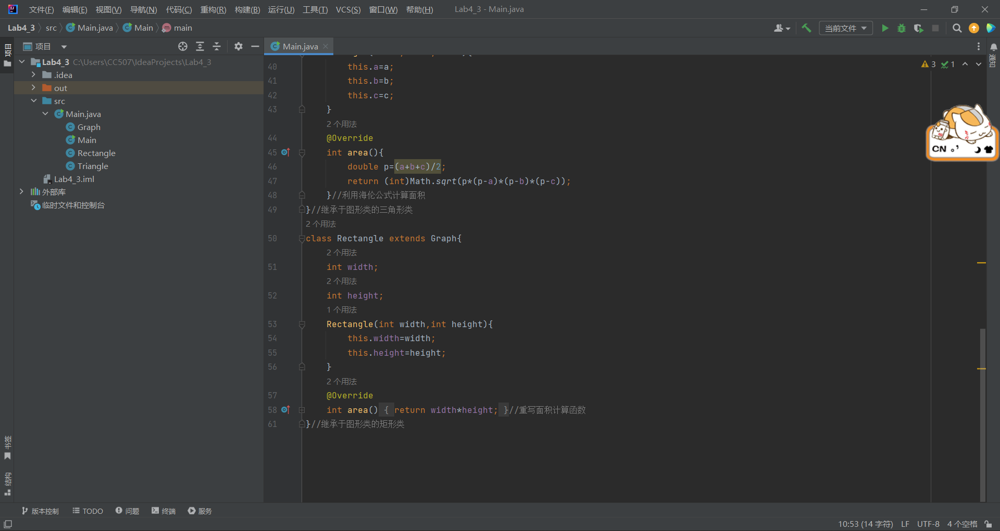 文件(F) 编辑(E) 视图(V) 导航(N) 代码(C) 重构(R) 构建(B) 运行(U) 工具(T) VCS(S) 窗口(W) 帮助(H) Lab4_3 - Main.java
Lab4_3 src Main.java Main main
当前文件
项目
项目
Main.java
通知
Lab4_3 C:\Users\CC507\IdeaProjects\Lab4_3
.idea
out
src
Main.java
Graph
Main
Rectangle
Triangle
Lab4_3.iml
外部库
临时文件和控制台
3 1
40 this.a=a;
41 this.b=b;
42 this.c=c;
43 }
2 个用法
44 @Override
45 int area(){
46 double p=(a+b+c)/2;
47 return (int)Math.sqrt(p*(p-a)*(p-b)*(p-c));
48 }//利用海伦公式计算面积
49 }//继承于图形类的三角形类
2 个用法
50 class Rectangle extends Graph{
2 个用法
51 int width;
2 个用法
52 int height;
1 个用法
53 Rectangle(int width,int height){
54 this.width=width;
55 this.height=height;
56 }
2 个用法
57 @Override
58 int area() { return width*height; }//重写面积计算函数
61 }//继承于图形类的矩形类
CN 。’
书签
结构
版本控制 TODO 问题 终端 服务
10:53 (14 字符) LF UTF-8 4 个空格